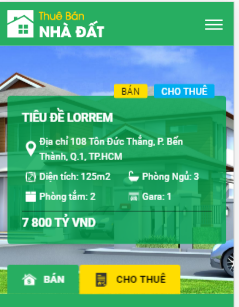 Thuê Bán
NHÀ ĐẤT
BÁN
CHO THUÊ
TIÊU ĐỀ LORREM
Địa chỉ 108 Tôn Đức Thắng, P. Bến
Thành, Q.1, TP.HCM
Diện tích: 125m2
Phòng Ngủ: 3
Phòng tắm: 2
Gara: 1
7 800 TỶ VND
BÁN
CHO THUÊ